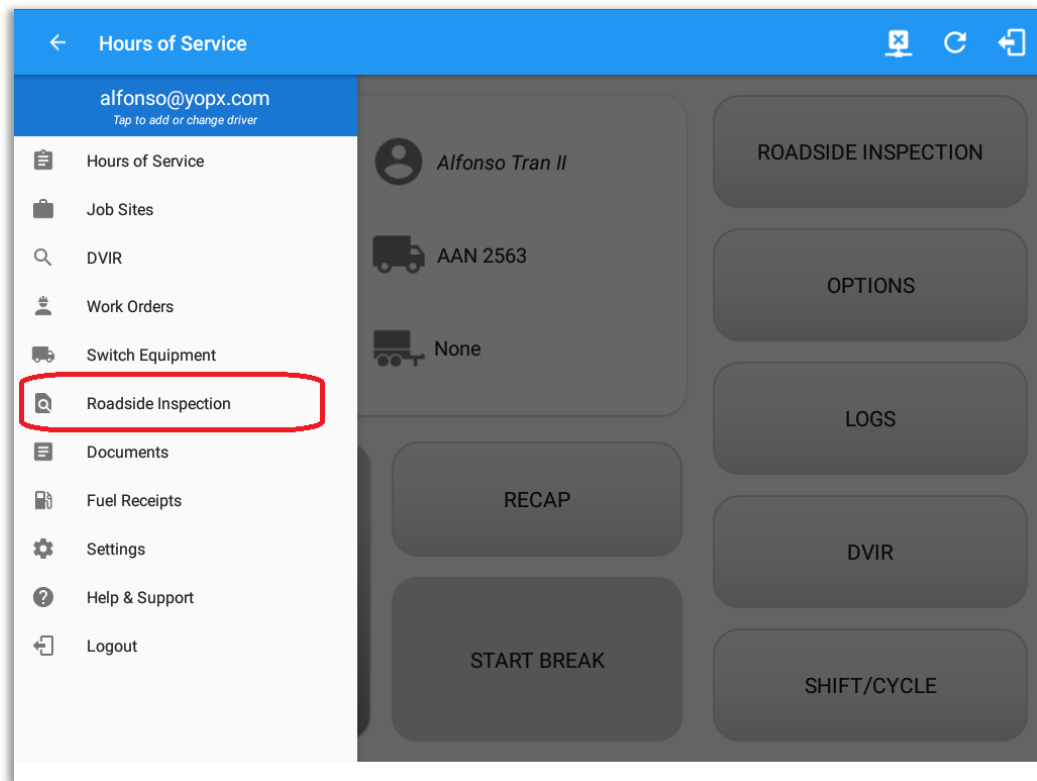 Hours of Service
alfonso@yopx.com
Tap to add or change driver
Hours of Service
Job Sites
DVIR
Work Orders
Switch Equipment
Roadside Inspection
Documents
Fuel Receipts
Settings
Help & Support
Logout
Alfonso Tran II
AAN 2563
None
RECAP
START BREAK
ROADSIDE INSPECTION
OPTIONS
LOGS
DVIR
SHIFT/CYCLE